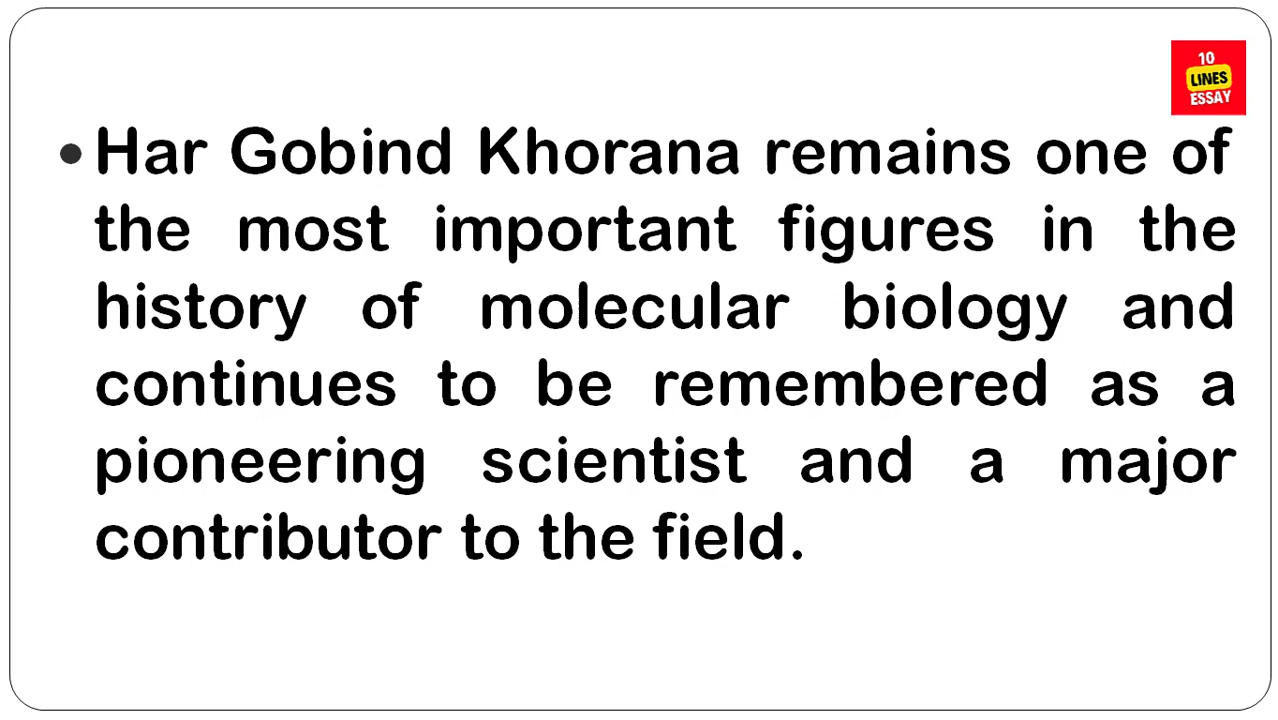 10
LINES
ESSAY
• Har Gobind Khorana remains one of
the most important figures in the
history of molecular biology and
continues to be remembered as a
pioneering scientist and a major
contributor to the field.